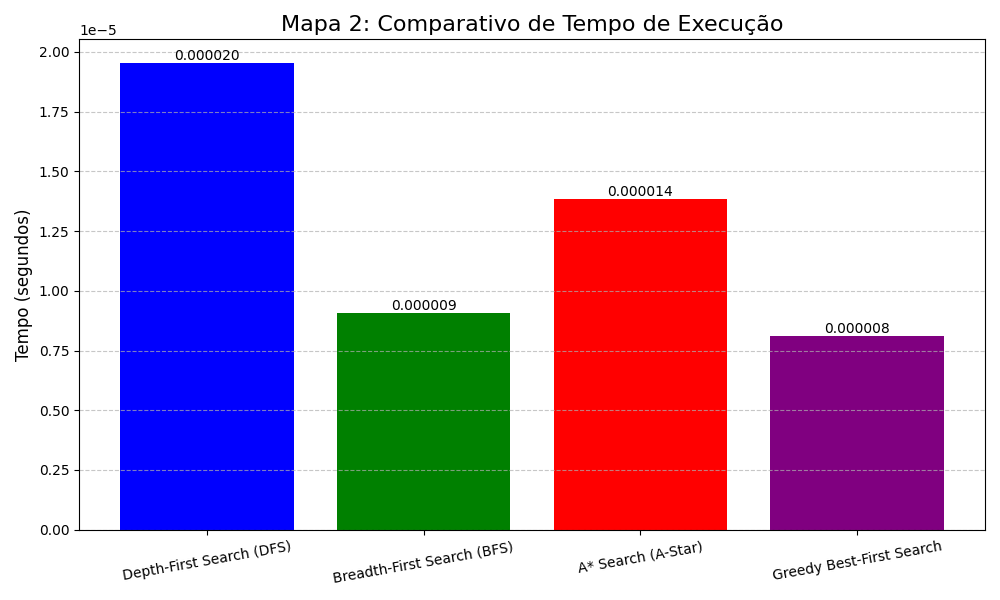 Mapa 2: Comparativo de Tempo de Execução
1e−5
2.00
1.75
1.50
1.25
1.00
0.75
0.50
0.25
0.00
Tempo (segundos)
0.000020
0.000009
0.000014
0.000008
Depth-First Search (DFS)
Breadth-First Search (BFS)
A* Search (A-Star)
Greedy Best-First Search